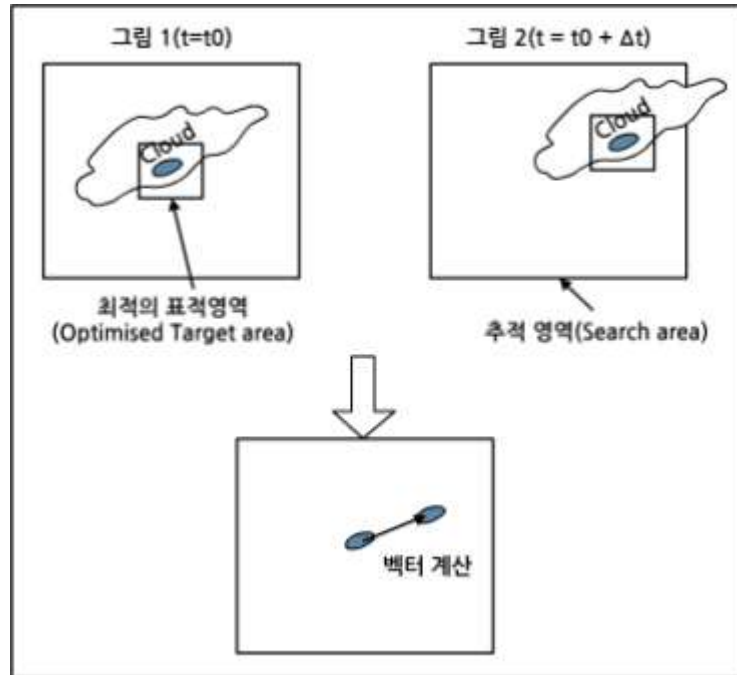 그림 1(t=t0)
그림 2(t = t0 + Δt)
Cloud
Cloud
최적의 표적영역
(Optimised Target area)
추적 영역(Search area)
벡터 계산